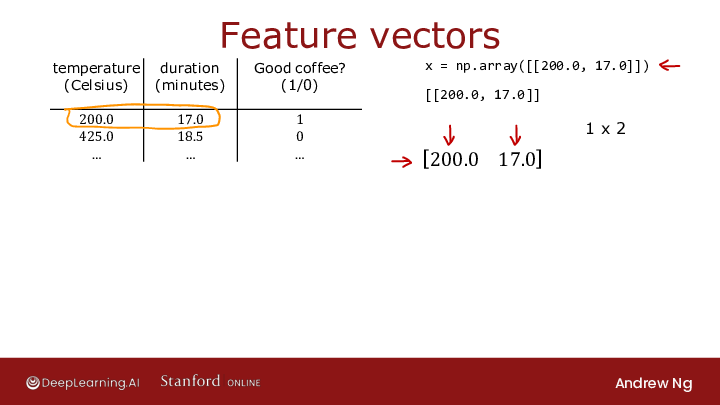 Feature vectors
temperature duration Good coffee?
(Celsius) (minutes) (1/0)
200.0 17.0 1
425.0 18.5 0
... ... ...
x = np.array([[200.0, 17.0]])
[[200.0, 17.0]]
1 x 2
[200.0 17.0]
DeepLearning.AI Stanford ONLINE Andrew Ng